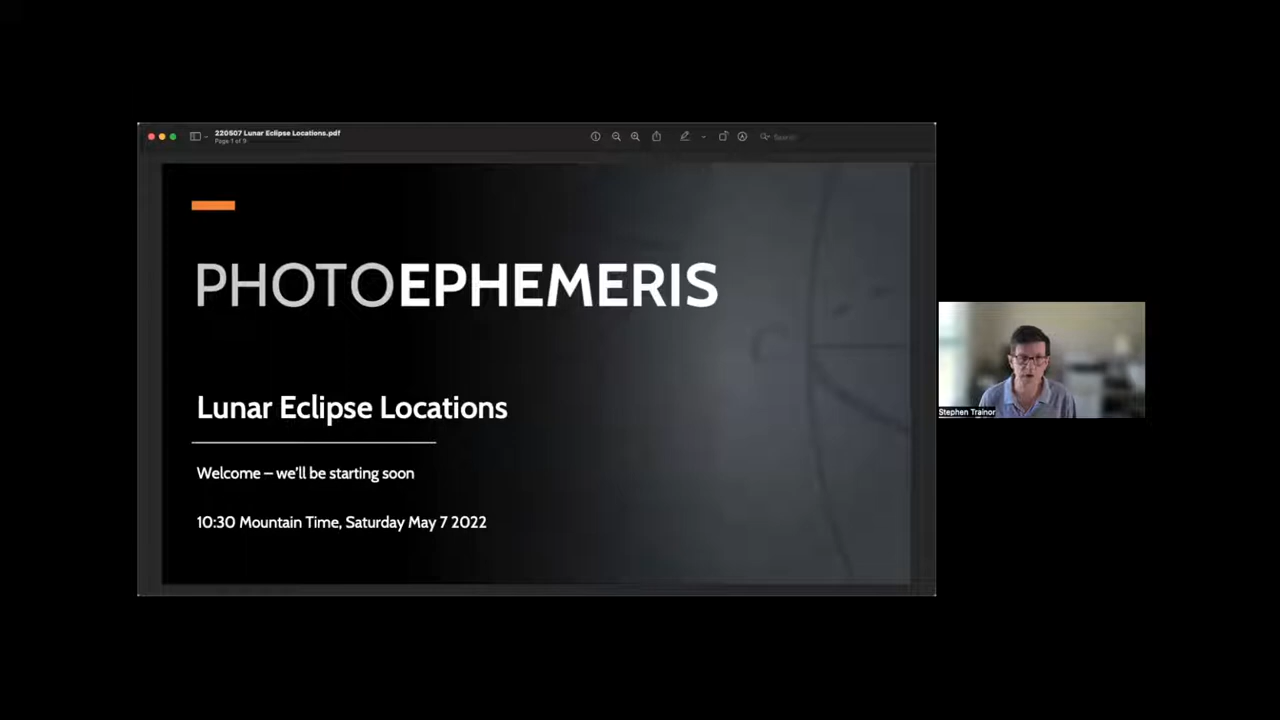 220507 Lunar Eclipse Locations.pdf
Page 1 of 9
Search
PHOTOEPHEMERIS
Lunar Eclipse Locations
Welcome – we'll be starting soon
10:30 Mountain Time, Saturday May 7 2022
Stephen Trainor